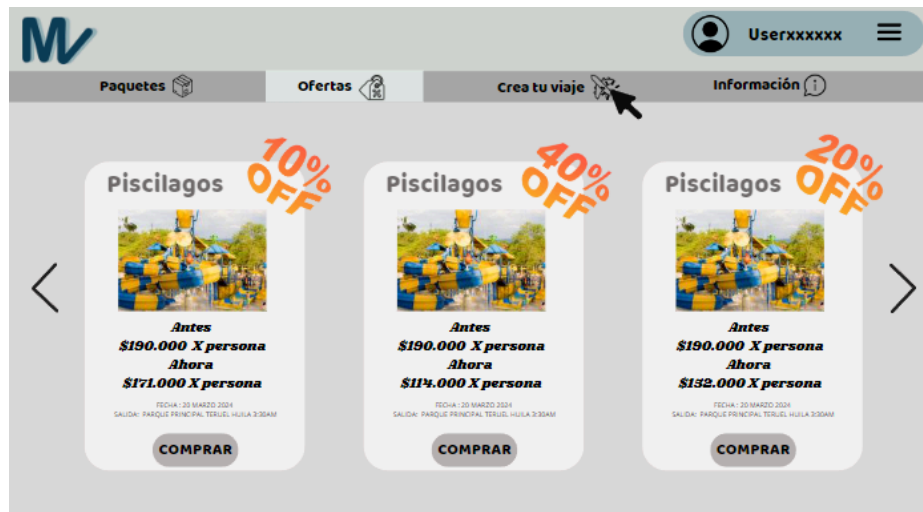 MV
Userxxxxxx
Paquetes
Ofertas
Crea tu viaje
Información
Piscilagos
10%
OFF
Antes
$190.000 X persona
Ahora
$171.000 X persona
FECHA : 20 MARZO 2024
SALIDA: PARQUE PRINCIPAL TERUEL HUILA 3:30AM
COMPRAR
Piscilagos
40%
OFF
Antes
$190.000 X persona
Ahora
$114.000 X persona
FECHA : 20 MARZO 2024
SALIDA: PARQUE PRINCIPAL TERUEL HUILA 3:30AM
COMPRAR
Piscilagos
20%
OFF
Antes
$190.000 X persona
Ahora
$152.000 X persona
FECHA : 20 MARZO 2024
SALIDA: PARQUE PRINCIPAL TERUEL HUILA 3:30AM
COMPRAR